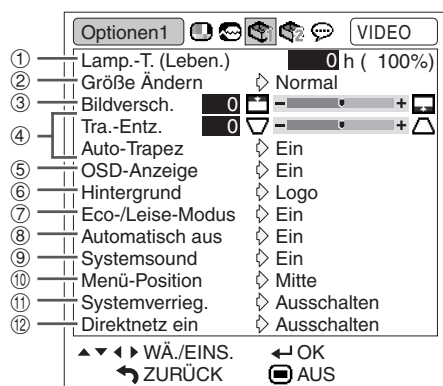 Optionen1 VIDEO
① Lamp.-T. (Leben.) 0 h ( 100%)
② Größe Ändern Normal
③ Bildversch. 0 − +
④ Tra.-Entz. 0 − +
Auto-Trapez Ein
⑤ OSD-Anzeige Ein
⑥ Hintergrund Logo
⑦ Eco-/Leise-Modus Ein
⑧ Automatisch aus Ein
⑨ Systemsound Ein
⑩ Menü-Position Mitte
⑪ Systemverrieg. Ausschalten
⑫ Direktnetz ein Ausschalten
WÄ./EINS. OK
ZURÜCK AUS